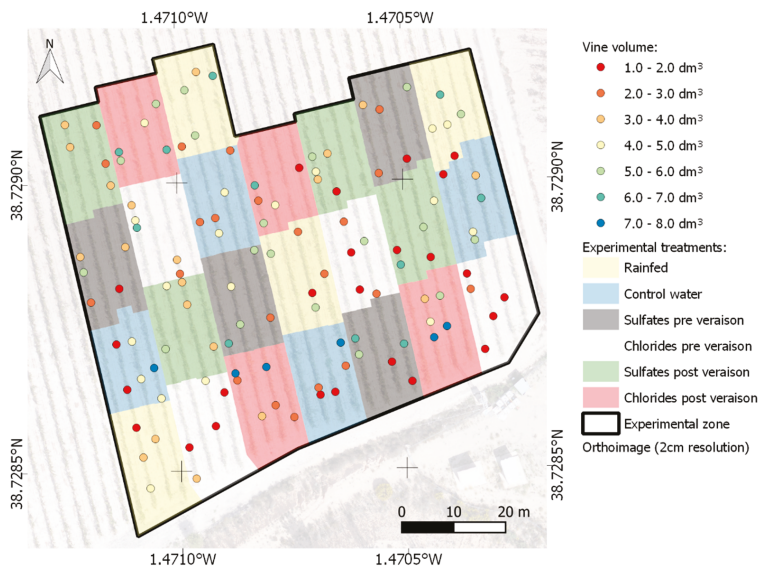 1.4710°W
1.4705°W
N
38.7290°N
38.7285°N
38.7290°N
38.7285°N
0 10 20 m
1.4710°W
1.4705°W
Vine volume:
1.0 - 2.0 dm³
2.0 - 3.0 dm³
3.0 - 4.0 dm³
4.0 - 5.0 dm³
5.0 - 6.0 dm³
6.0 - 7.0 dm³
7.0 - 8.0 dm³
Experimental treatments:
Rainfed
Control water
Sulfates pre veraison
Chlorides pre veraison
Sulfates post veraison
Chlorides post veraison
Experimental zone
Orthoimage (2cm resolution)